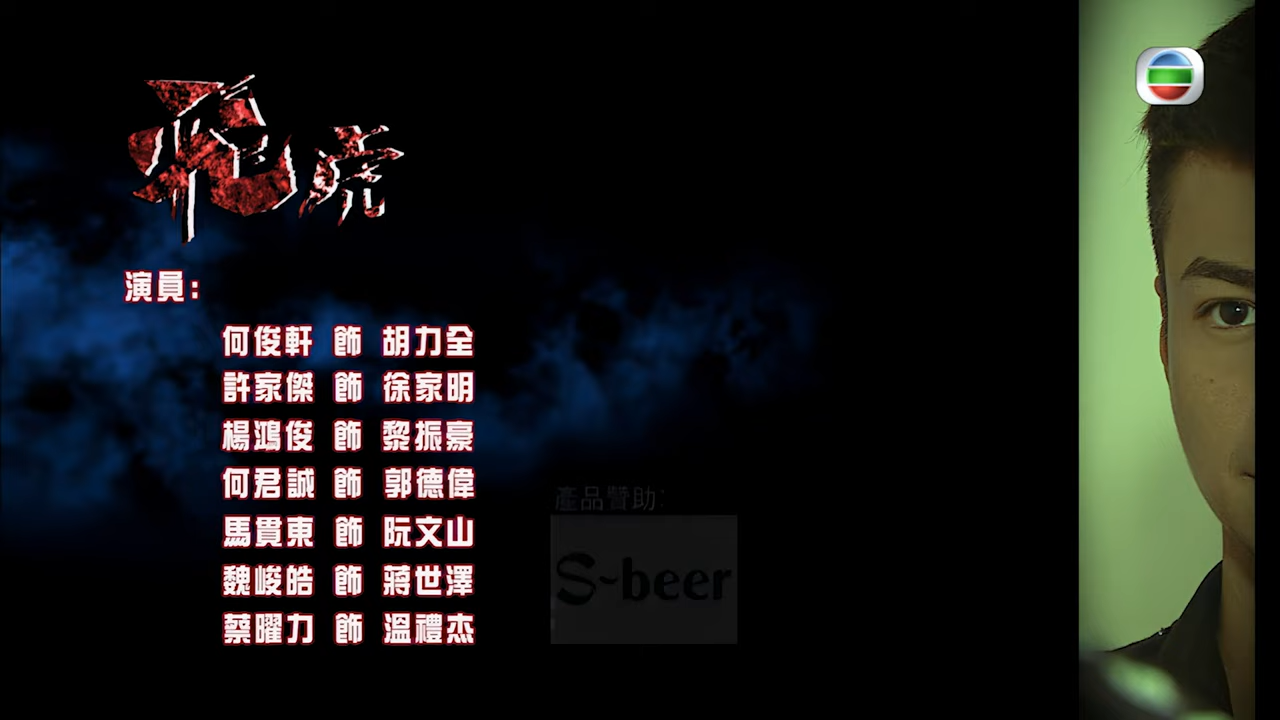 飛虎
演員:
何俊軒 飾 胡力全
許家傑 飾 徐家明
楊鴻俊 飾 黎振豪
何君誠 飾 郭德偉
馬貫東 飾 阮文山
魏峻皓 飾 蔣世澤
蔡曜力 飾 溫禮杰
產品贊助:
S~beer